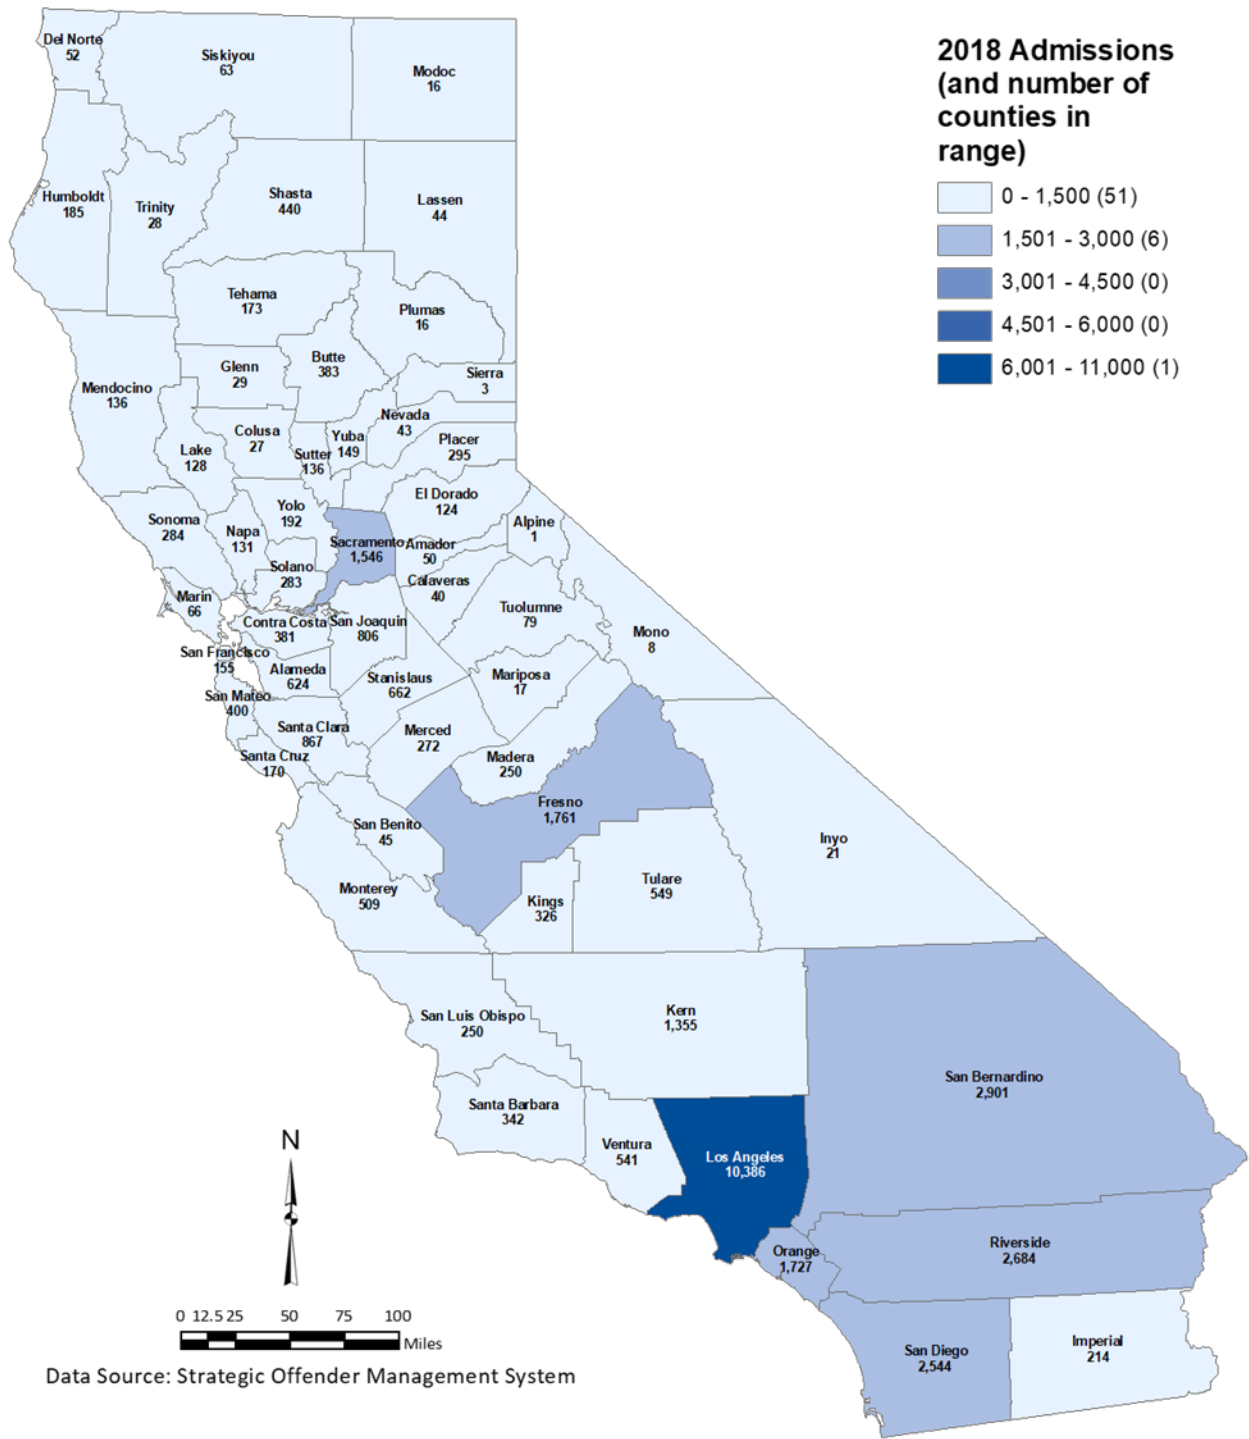 2018 Admissions
(and number of
counties in
range)
0 - 1,500 (51)
1,501 - 3,000 (6)
3,001 - 4,500 (0)
4,501 - 6,000 (0)
6,001 - 11,000 (1)
Del Norte
52
Siskiyou
63
Modoc
16
Humboldt
185
Trinity
28
Shasta
440
Lassen
44
Tehama
173
Plumas
16
Mendocino
136
Glenn
29
Butte
383
Sierra
3
Lake
128
Colusa
27
Sutter
136
Yuba
149
Nevada
43
Placer
295
Sonoma
284
Napa
131
Yolo
192
Sacramento
1,546
El Dorado
124
Alpine
1
Amador
50
Solano
283
Calaveras
40
Marin
66
Contra Costa
381
San Joaquin
806
Tuolumne
79
Mono
8
San Francisco
155
Alameda
624
Stanislaus
662
Mariposa
17
San Mateo
400
Santa Clara
867
Merced
272
Santa Cruz
170
Madera
250
Fresno
1,761
San Benito
45
Inyo
21
Monterey
509
Kings
326
Tulare
549
San Luis Obispo
250
Kern
1,355
San Bernardino
2,901
Santa Barbara
342
Ventura
541
Los Angeles
10,386
Orange
1,727
Riverside
2,684
San Diego
2,544
Imperial
214
N
0 12.5 25 50 75 100
Miles
Data Source: Strategic Offender Management System